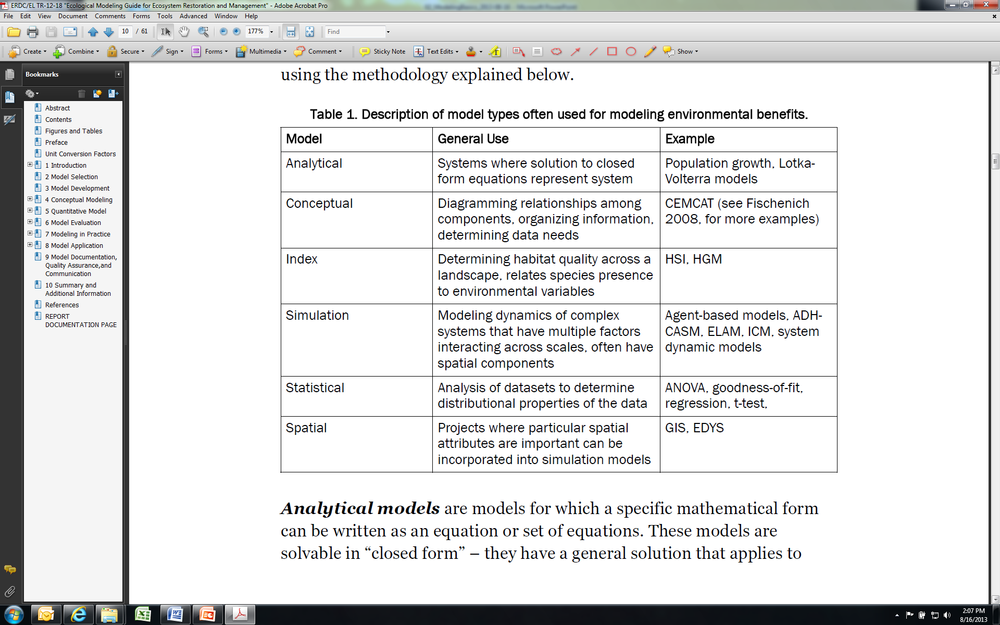 ERDC/EL TR-12-18 "Ecological Modeling Guide for Ecosystem Restoration and Management" - Adobe Acrobat Pro
File Edit View Document Comments Forms Tools Advanced Window Help
10 / 61 177% Find
Create Combine Secure Sign Forms Multimedia Comment Sticky Note Text Edits Show
Bookmarks
Abstract
Contents
Figures and Tables
Preface
Unit Conversion Factors
1 Introduction
2 Model Selection
3 Model Development
4 Conceptual Modeling
5 Quantitative Model
6 Model Evaluation
7 Modeling in Practice
8 Model Application
9 Model Documentation,
Quality Assurance,and
Communication
10 Summary and
Additional Information
References
REPORT
DOCUMENTATION PAGE
using the methodology explained below.
Table 1. Description of model types often used for modeling environmental benefits.
Model General Use Example
Analytical Systems where solution to closed Population growth, Lotka-
form equations represent system Volterra models
Conceptual Diagramming relationships among CEMCAT (see Fischenich
components, organizing information, 2008, for more examples)
determining data needs
Index Determining habitat quality across a HSI, HGM
landscape, relates species presence
to environmental variables
Simulation Modeling dynamics of complex Agent-based models, ADH-
systems that have multiple factors CASM, ELAM, ICM, system
interacting across scales, often have dynamic models
spatial components
Statistical Analysis of datasets to determine ANOVA, goodness-of-fit,
distributional properties of the data regression, t-test,
Spatial Projects where particular spatial GIS, EDYS
attributes are important can be
incorporated into simulation models
Analytical models are models for which a specific mathematical form
can be written as an equation or set of equations. These models are
solvable in “closed form” – they have a general solution that applies to
2:07 PM
8/16/2013